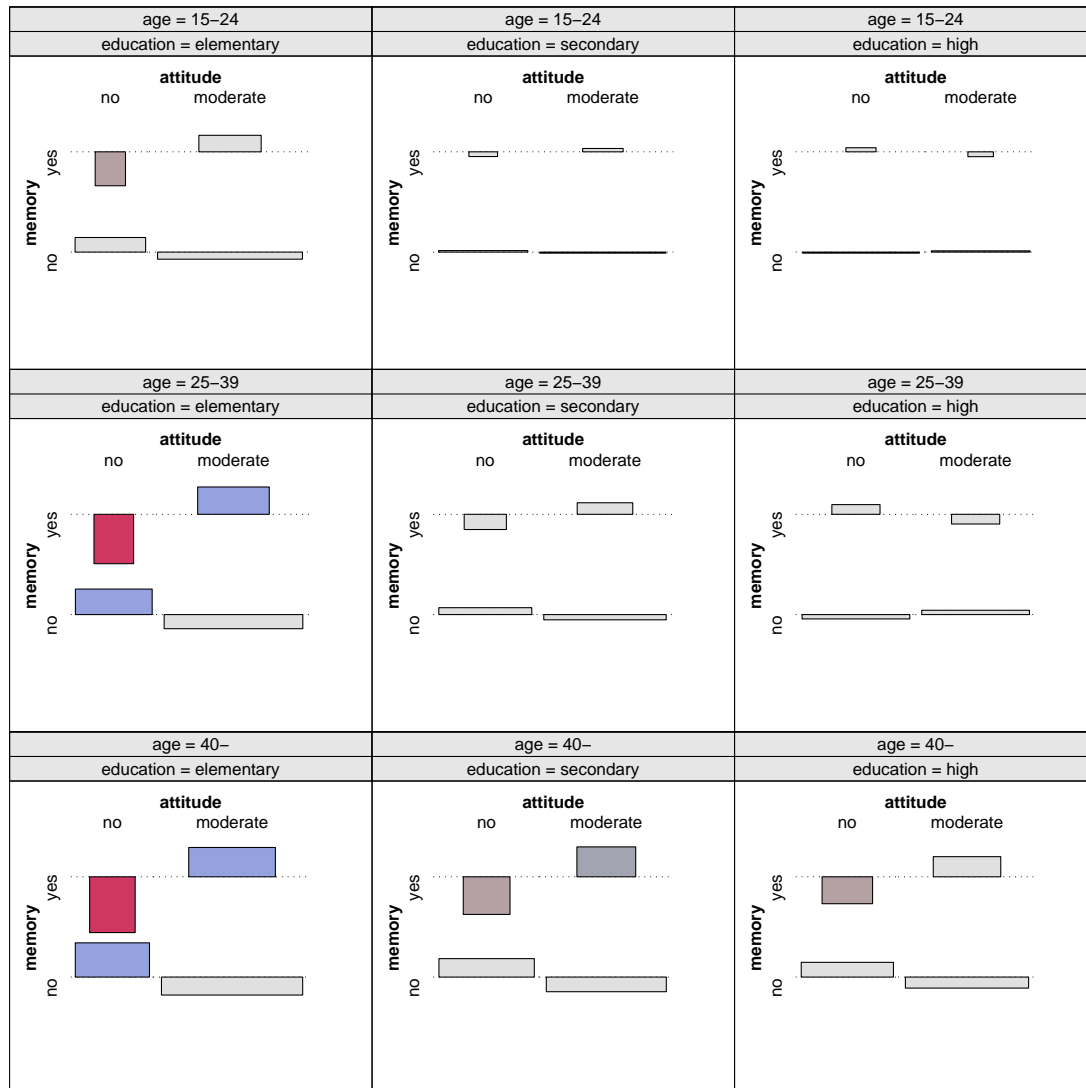 age = 15−24
education = elementary
attitude
no moderate
memory
yes
no
age = 15−24
education = secondary
attitude
no moderate
memory
yes
no
age = 15−24
education = high
attitude
no moderate
memory
yes
no
age = 25−39
education = elementary
attitude
no moderate
memory
yes
no
age = 25−39
education = secondary
attitude
no moderate
memory
yes
no
age = 25−39
education = high
attitude
no moderate
memory
yes
no
age = 40−
education = elementary
attitude
no moderate
memory
yes
no
age = 40−
education = secondary
attitude
no moderate
memory
yes
no
age = 40−
education = high
attitude
no moderate
memory
yes
no